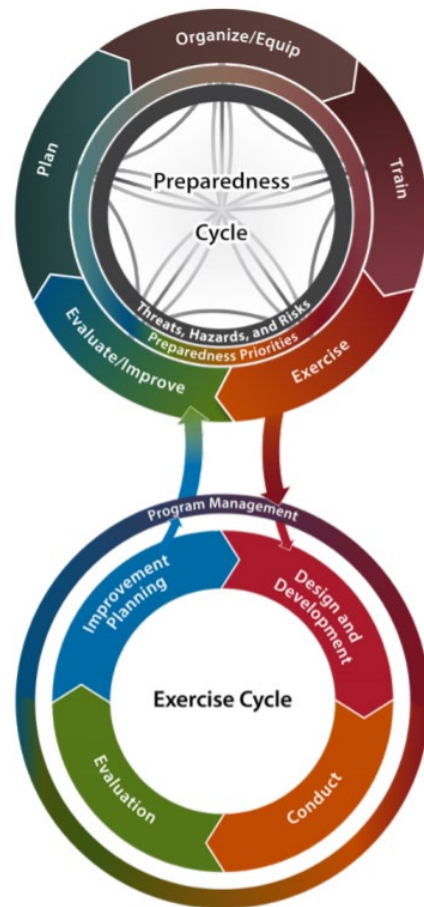 Organize/Equip
Plan
Train
Preparedness
Cycle
Threats, Hazards, and Risks
Preparedness Priorities
Evaluate/Improve
Exercise
Program Management
Improvement
Planning
Design and
Development
Exercise Cycle
Evaluation
Conduct